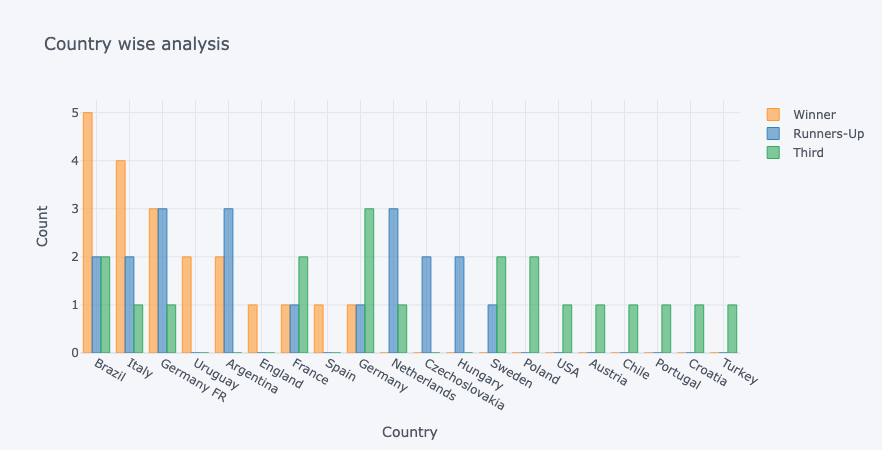 Country wise analysis
Winner
Runners-Up
Third
Count
5
4
3
2
1
0
Brazil
Italy
Germany FR
Uruguay
Argentina
England
France
Spain
Germany
Netherlands
Czechoslovakia
Hungary
Sweden
Poland
USA
Austria
Chile
Portugal
Croatia
Turkey
Country